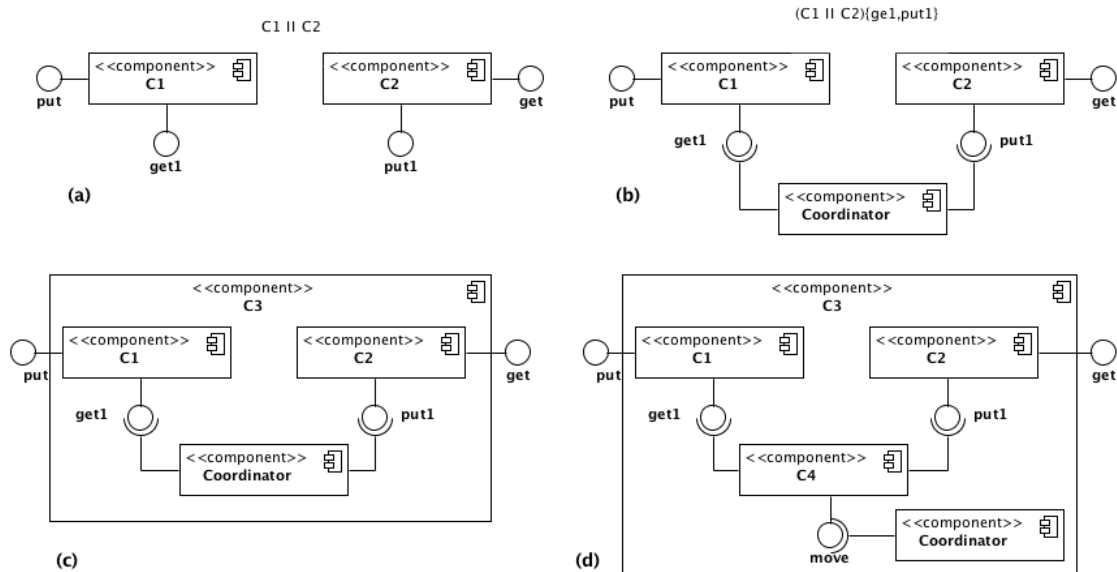 C1 II C2
<<component>>
C1
<<component>>
C2
put
get
get1
put1
(a)
(C1 II C2){ge1,put1}
<<component>>
C1
<<component>>
C2
put
get
get1
put1
<<component>>
Coordinator
(b)
<<component>>
C3
<<component>>
C1
<<component>>
C2
put
get
get1
put1
<<component>>
Coordinator
(c)
<<component>>
C3
<<component>>
C1
<<component>>
C2
put
get
get1
put1
<<component>>
C4
<<component>>
Coordinator
move
(d)